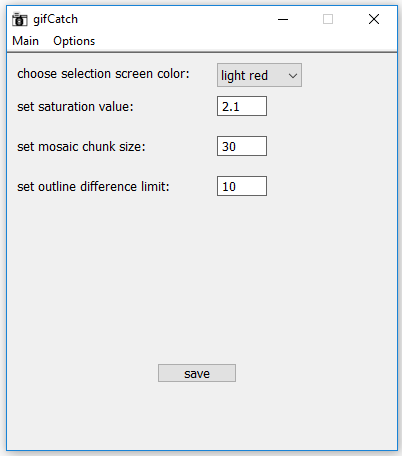 gifCatch
Main Options
choose selection screen color: light red
set saturation value: 2.1
set mosaic chunk size: 30
set outline difference limit: 10
save